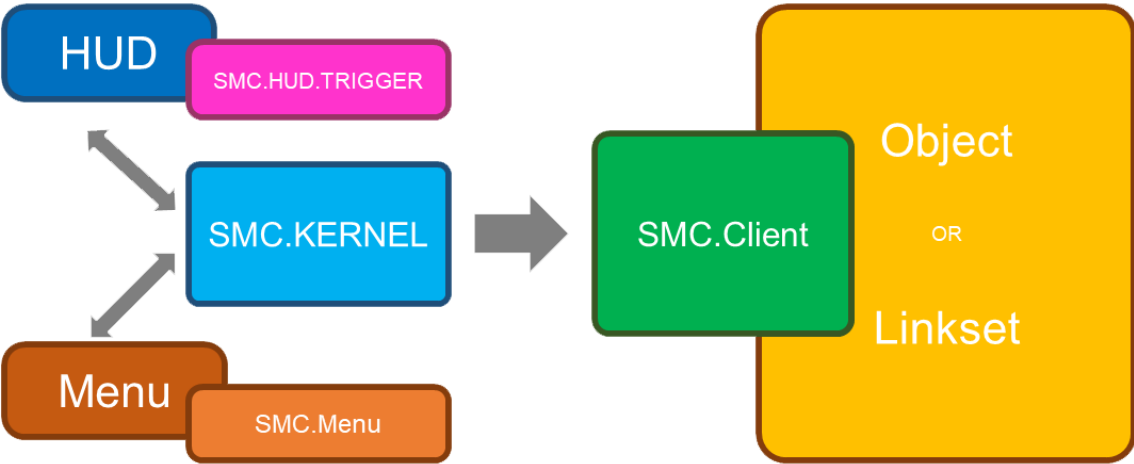 HUD
SMC.HUD.TRIGGER
SMC.KERNEL
Menu
SMC.Menu
SMC.Client
Object
OR
Linkset